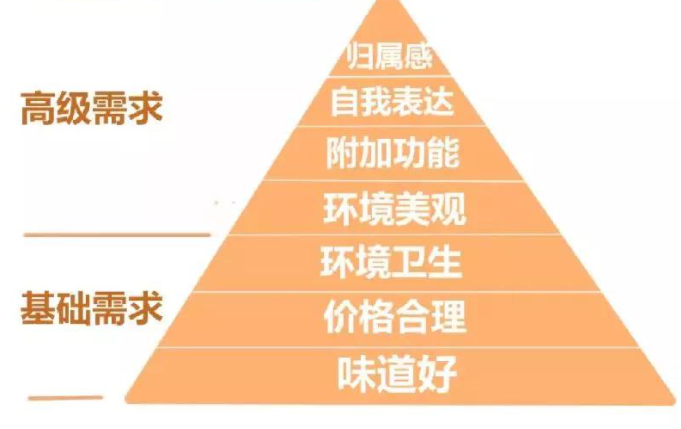 归属感
自我表达
高级需求
附加功能
环境美观
环境卫生
基础需求
价格合理
味道好